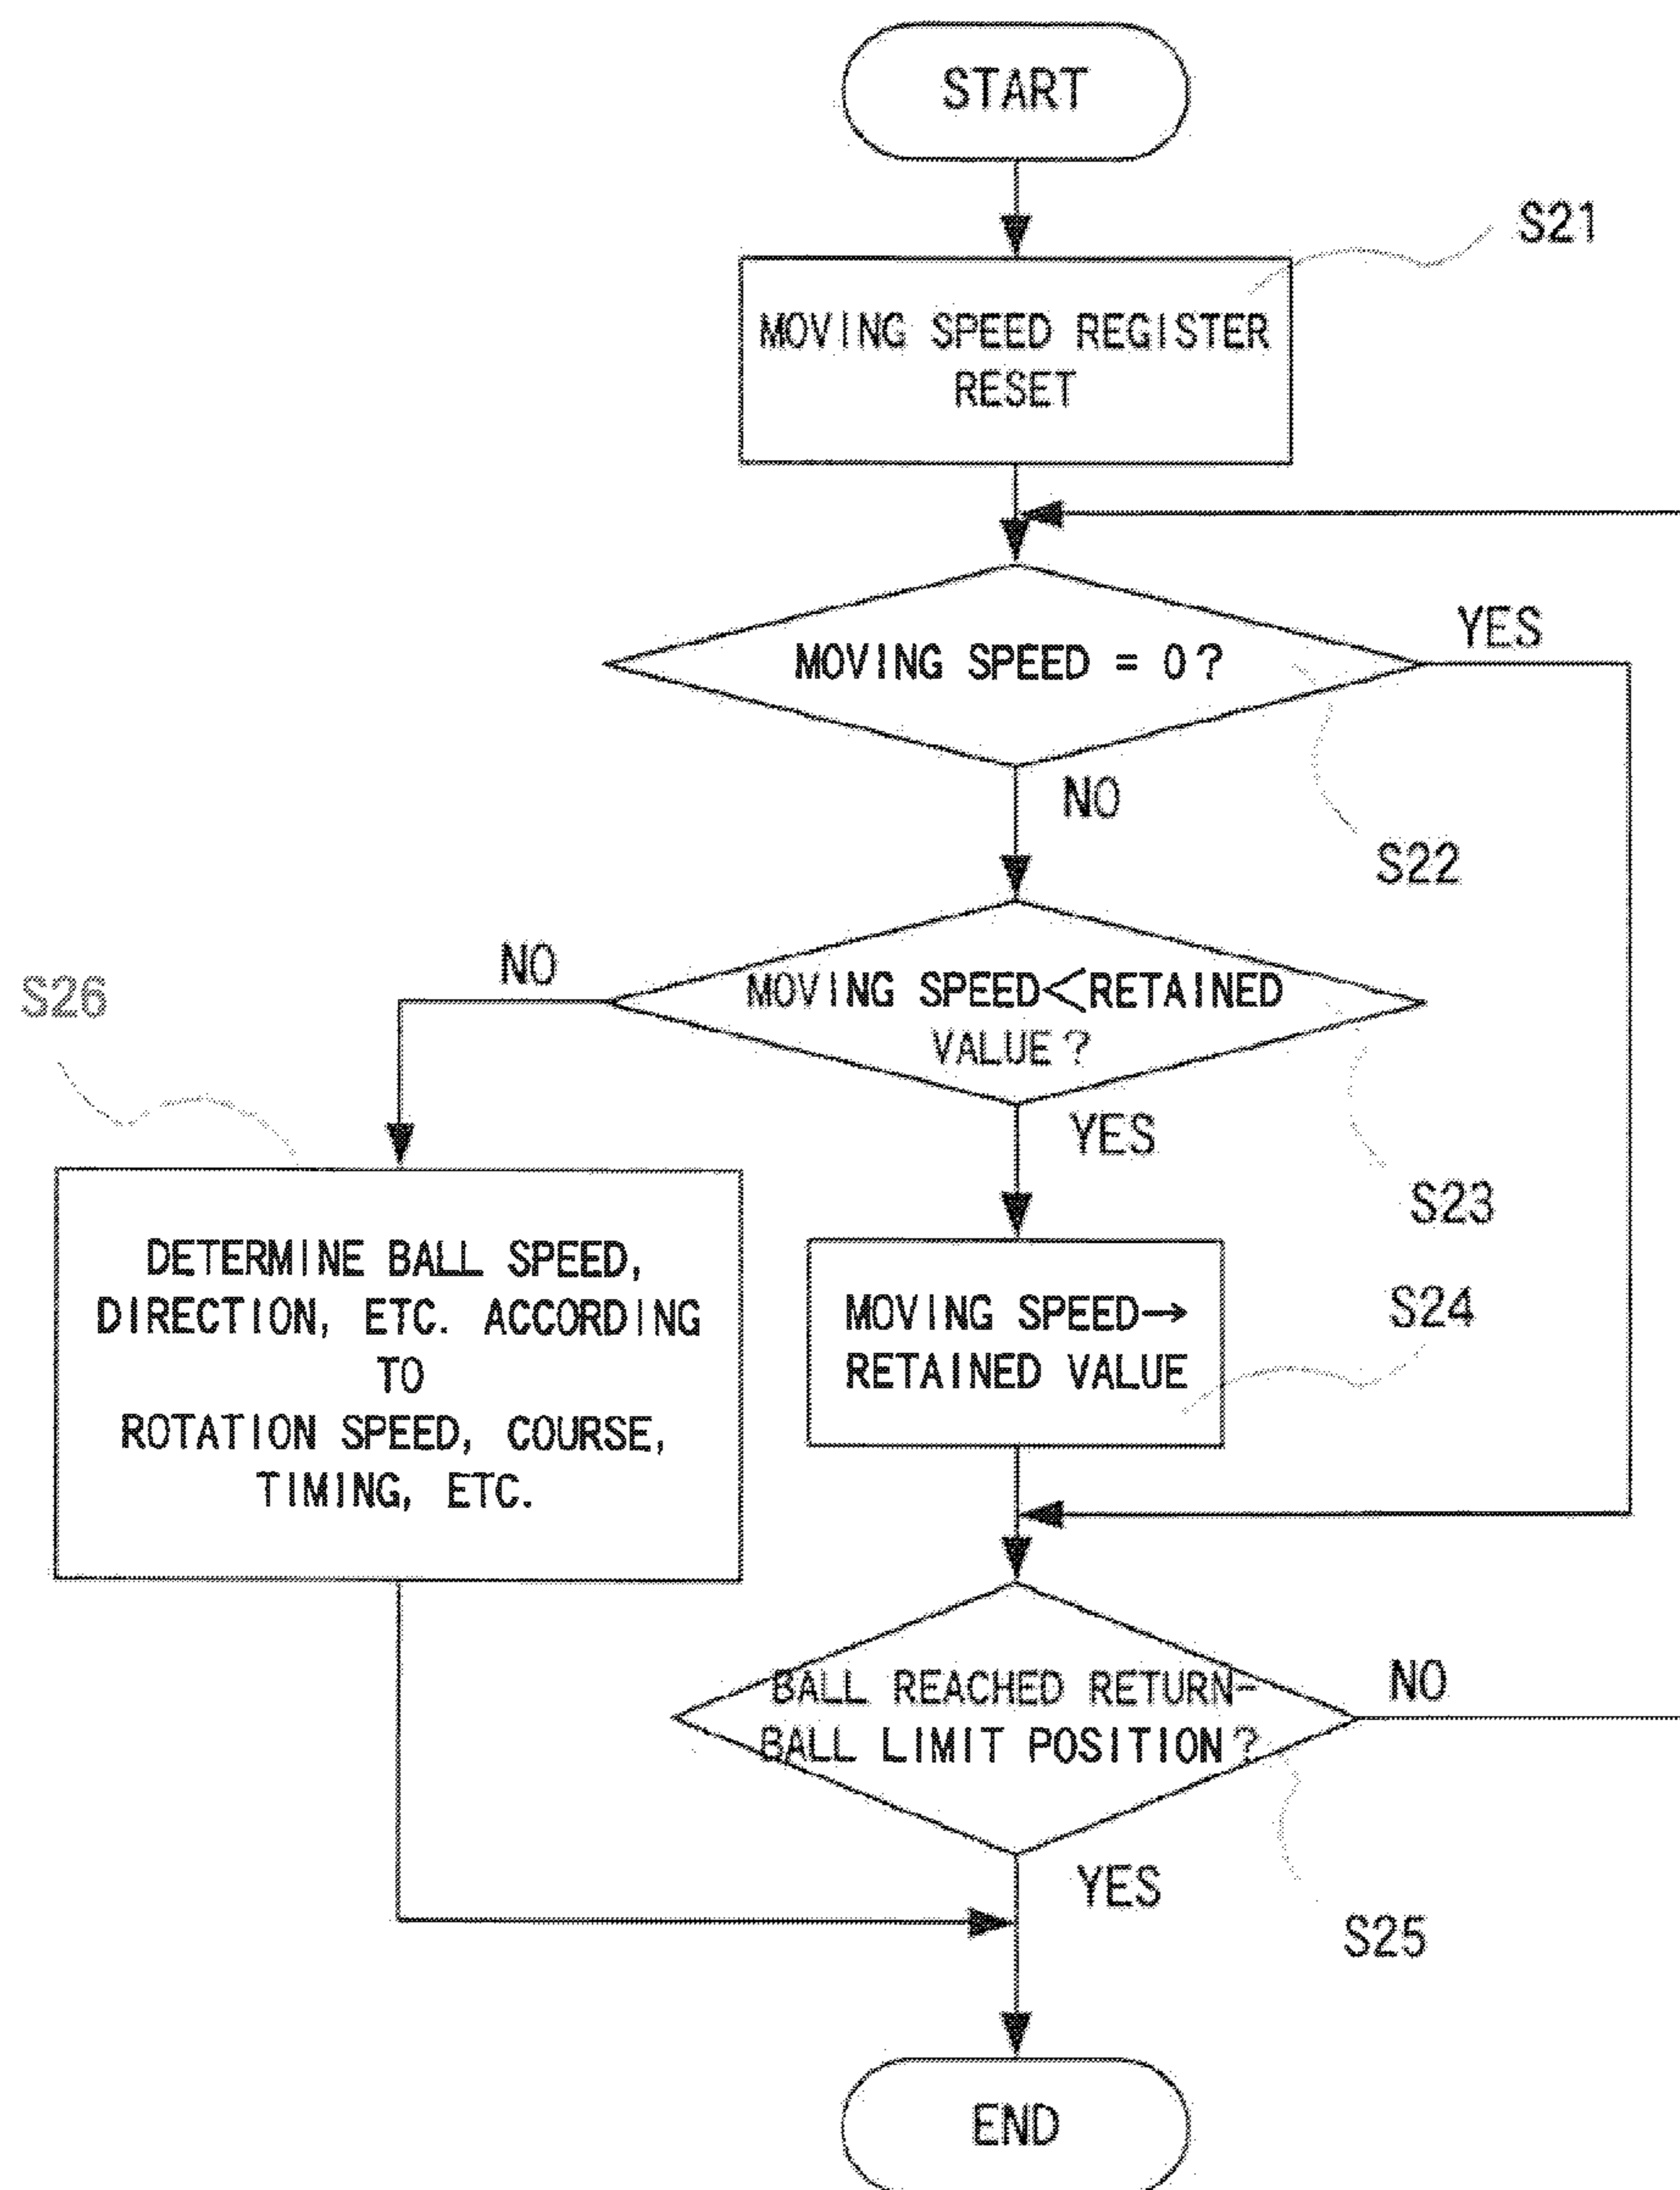 START
S21
MOVING SPEED REGISTER
RESET
MOVING SPEED = 0?
YES
NO
S22
MOVING SPEED<RETAINED
VALUE?
NO
YES
S23
S26
DETERMINE BALL SPEED,
DIRECTION, ETC. ACCORDING
TO
ROTATION SPEED, COURSE,
TIMING, ETC.
MOVING SPEED→
RETAINED VALUE
S24
BALL REACHED RETURN-
BALL LIMIT POSITION?
NO
YES
S25
END